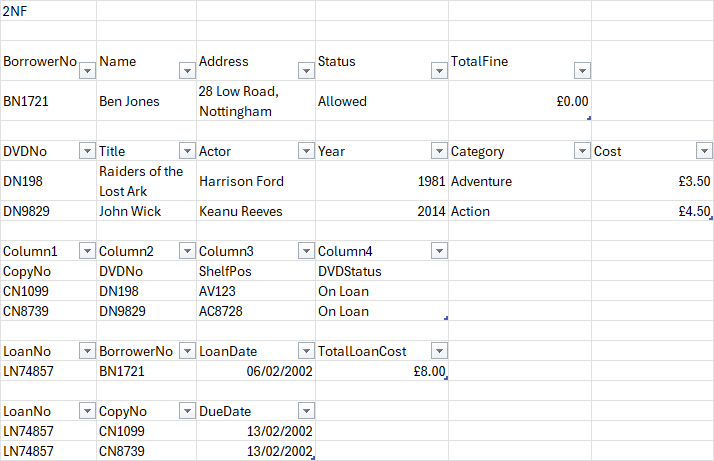 2NF
BorrowerNo Name Address Status TotalFine
BN1721 Ben Jones 28 Low Road, Nottingham Allowed £0.00
DVDNo Title Actor Year Category Cost
DN198 Raiders of the Lost Ark Harrison Ford 1981 Adventure £3.50
DN9829 John Wick Keanu Reeves 2014 Action £4.50
Column1 Column2 Column3 Column4
CopyNo DVDNo ShelfPos DVDStatus
CN1099 DN198 AV123 On Loan
CN8739 DN9829 AC8728 On Loan
LoanNo BorrowerNo LoanDate TotalLoanCost
LN74857 BN1721 06/02/2002 £8.00
LoanNo CopyNo DueDate
LN74857 CN1099 13/02/2002
LN74857 CN8739 13/02/2002